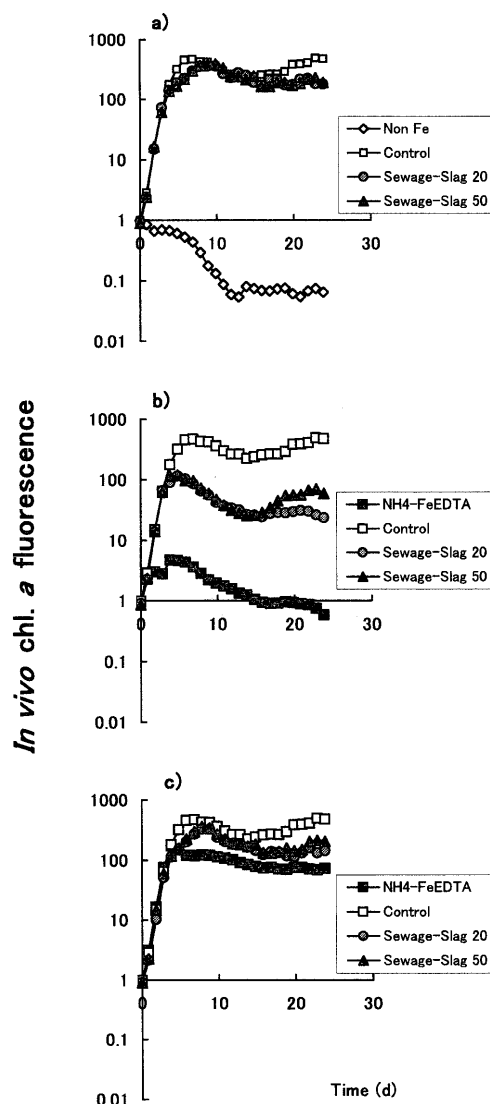 a)
1000
100
10
1
0.1
0.01
0
10
20
30
Non Fe
Control
Sewage-Slag 20
Sewage-Slag 50
In vivo chl. a fluorescence
b)
1000
100
10
1
0.1
0.01
0
10
20
30
NH4-FeEDTA
Control
Sewage-Slag 20
Sewage-Slag 50
c)
1000
100
10
1
0.1
0.01
0
10
20
30
NH4-FeEDTA
Control
Sewage-Slag 20
Sewage-Slag 50
Time (d)